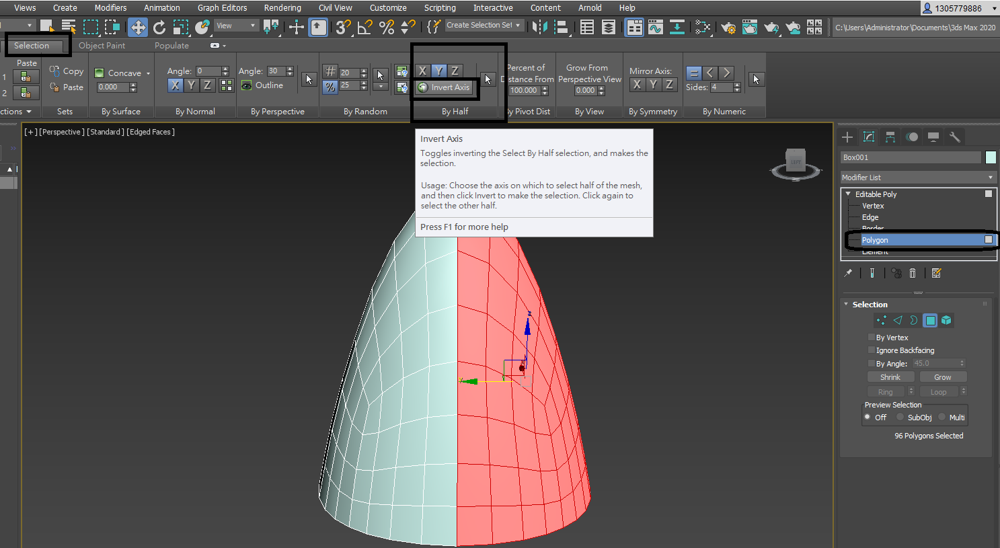 Views Create Modifiers Animation Graph Editors Rendering Civil View Customize Scripting Interactive Content Arnold Help 1305779886
View Create Selection Set C:\Users\Administrator\Documents\3ds Max 2020
Selection Object Paint Populate
Paste
1 Copy Concave Angle: 0 Angle: 30 # 20 X Y Z Percent of Grow From Mirror Axis: = < >
Distance From Perspective View
2 Paste 0.000 X Y Z Outline % 25 Invert Axis 100.000 0.000 X Y Z Sides: 4
ctions Sets By Surface By Normal By Perspective By Random By Half By Pivot Dist By View By Symmetry By Numeric
[+] [Perspective] [Standard] [Edged Faces]
Invert Axis
Toggles inverting the Select By Half selection, and makes the
selection.
Usage: Choose the axis on which to select half of the mesh,
and then click Invert to make the selection. Click again to
select the other half.
Press F1 for more help
LEFT
z
x
y
Box001
Modifier List
Editable Poly
Vertex
Edge
Border
Polygon
Element
Selection
By Vertex
Ignore Backfacing
By Angle: 45.0
Shrink Grow
Ring Loop
Preview Selection
Off SubObj Multi
96 Polygons Selected